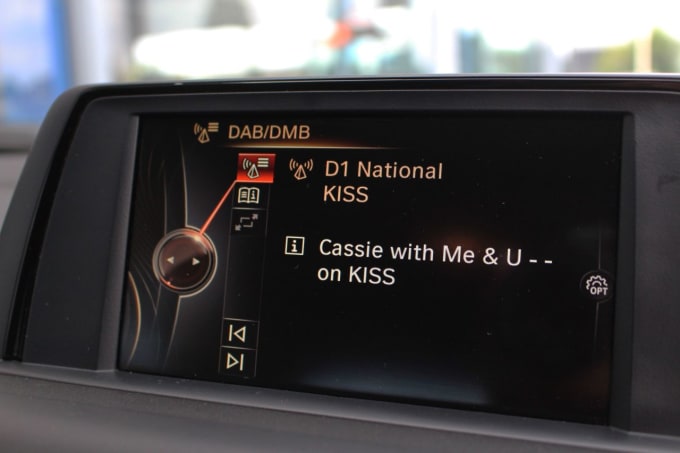 DAB/DMB
D1 National
KISS
Cassie with Me & U - -
on KISS
OPT